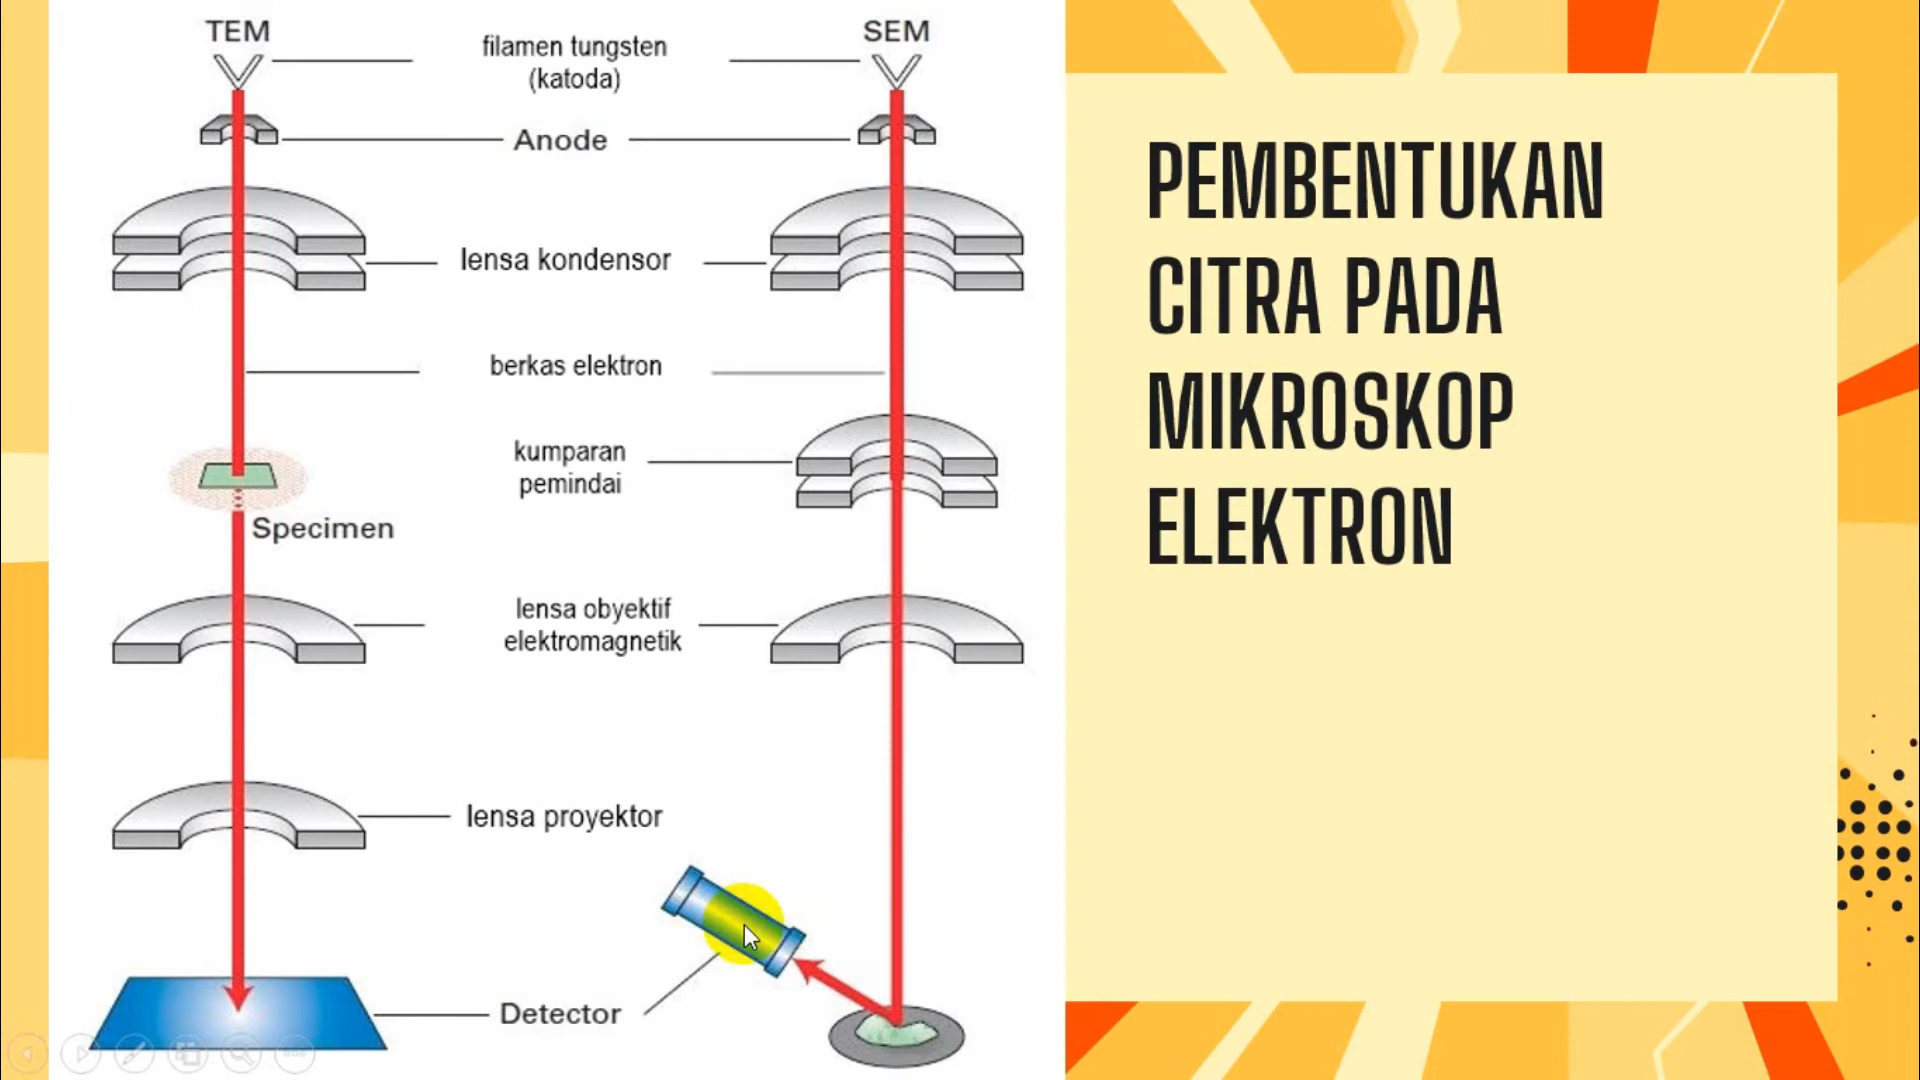 TEM
filamen tungsten
(katoda)
SEM
Anode
lensa kondensor
berkas elektron
kumparan
pemindai
Specimen
lensa obyektif
elektromagnetik
lensa proyektor
Detector
PEMBENTUKAN
CITRA PADA
MIKROSKOP
ELEKTRON